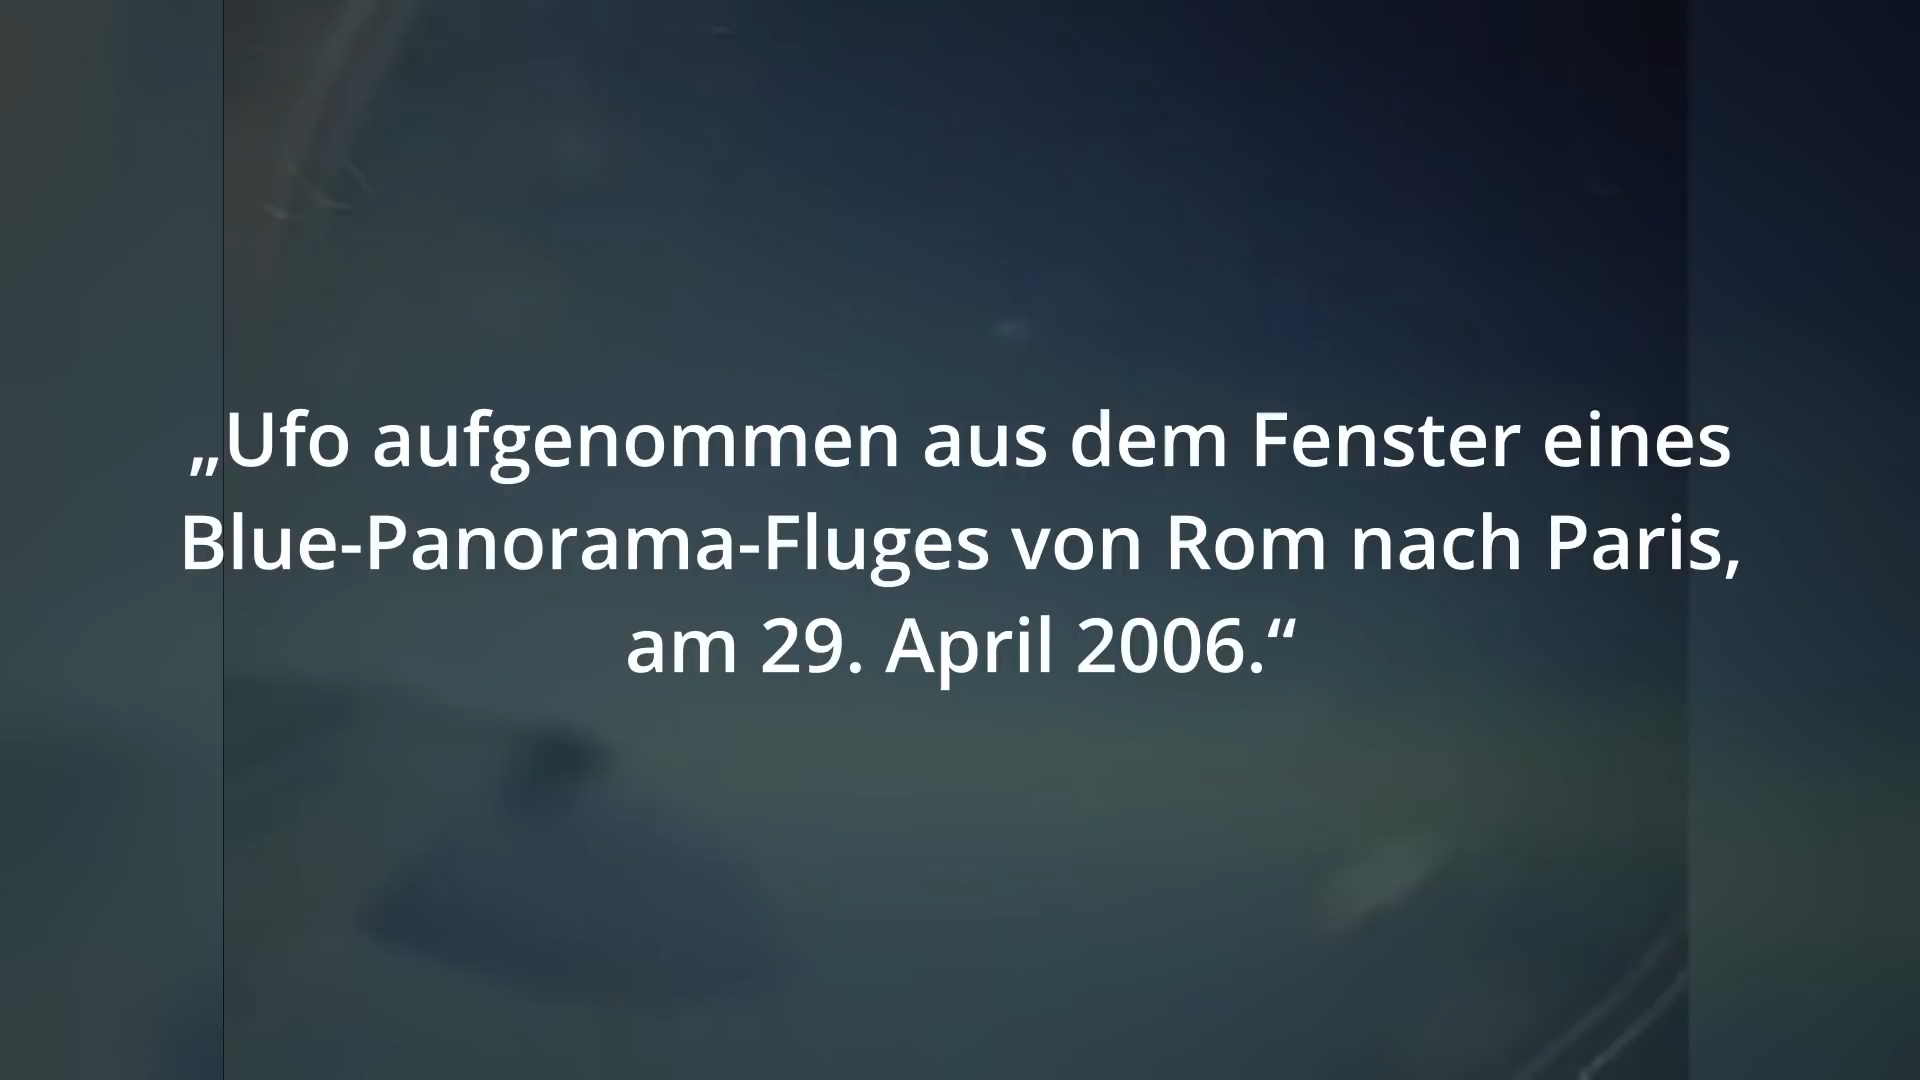 „Ufo aufgenommen aus dem Fenster eines
Blue-Panorama-Fluges von Rom nach Paris,
am 29. April 2006.“